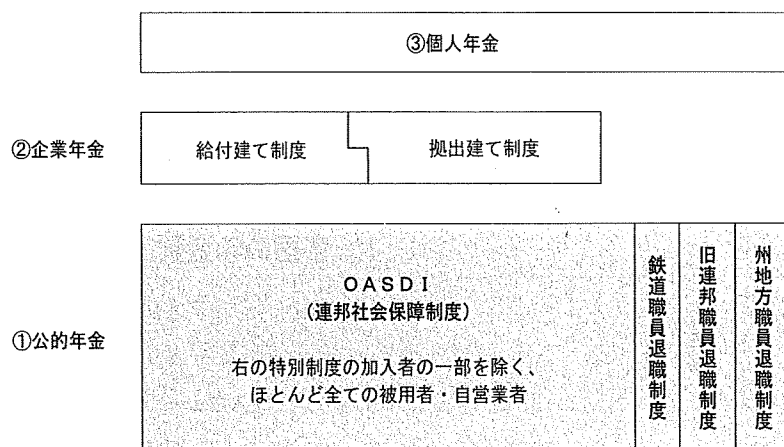 ③個人年金
②企業年金
給付建て制度
拠出建て制度
①公的年金
OASDI
(連邦社会保障制度)
右の特別制度の加入者の一部を除く、
ほとんど全ての被用者・自営業者
鉄道職員退職制度
旧連邦職員退職制度
州地方職員退職制度